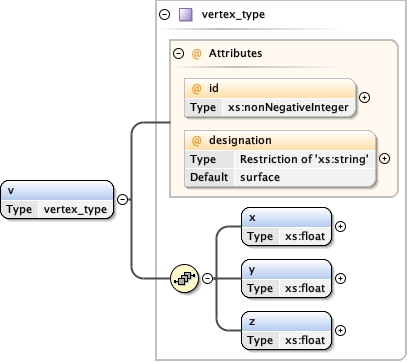 vertex_type
@ Attributes
@ id
Type xs:nonNegativeInteger
@ designation
Type Restriction of 'xs:string'
Default surface
v
Type vertex_type
x
Type xs:float
y
Type xs:float
z
Type xs:float